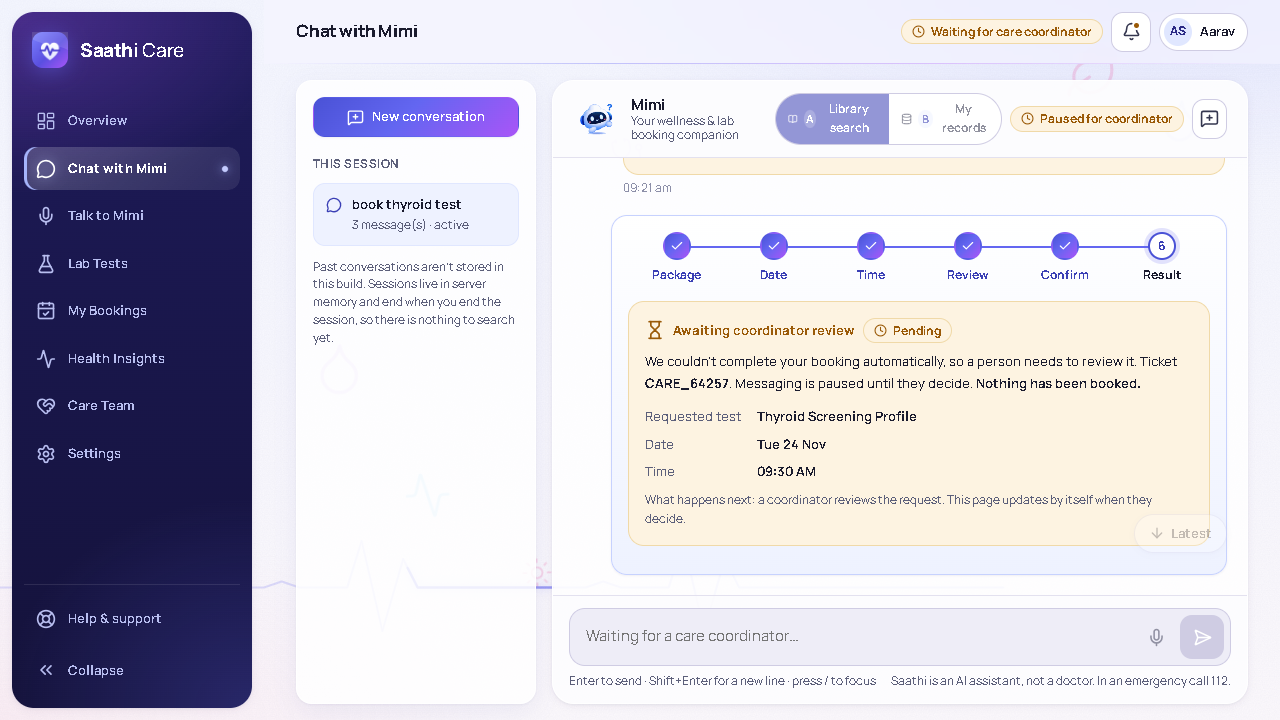 Saathi Care
Overview
Chat with Mimi
Talk to Mimi
Lab Tests
My Bookings
Health Insights
Care Team
Settings
Help & support
Collapse
Chat with Mimi
Waiting for care coordinator
AS
Aarav
New conversation
THIS SESSION
book thyroid test
3 message(s) · active
Past conversations aren't stored in
this build. Sessions live in server
memory and end when you end the
session, so there is nothing to search
yet.
Mimi
Your wellness & lab
booking companion
A
Library
search
B
My
records
Paused for coordinator
09:21 am
Package
Date
Time
Review
Confirm
6
Result
Awaiting coordinator review
Pending
We couldn't complete your booking automatically, so a person needs to review it. Ticket
CARE_64257. Messaging is paused until they decide. Nothing has been booked.
Requested test Thyroid Screening Profile
Date Tue 24 Nov
Time 09:30 AM
What happens next: a coordinator reviews the request. This page updates by itself when they
decide.
Latest
Waiting for a care coordinator...
Enter to send · Shift+Enter for a new line · press / to focus
Saathi is an AI assistant, not a doctor. In an emergency call 112.